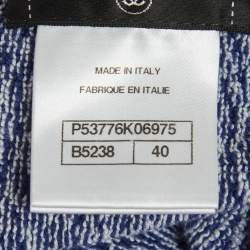 MADE IN ITALY
FABRIQUE EN ITALIE
P53776K06975
B5238 40